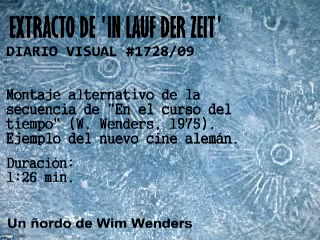 EXTRACTO DE 'IN LAUF DER ZEIT'
DIARIO VISUAL #1728/09
Montaje alternativo de la
secuencia de "En el curso del
tiempo" (W. Wenders, 1975).
Ejemplo del nuevo cine alemán.
Duración:
1:26 min.
Un ñordo de Wim Wenders